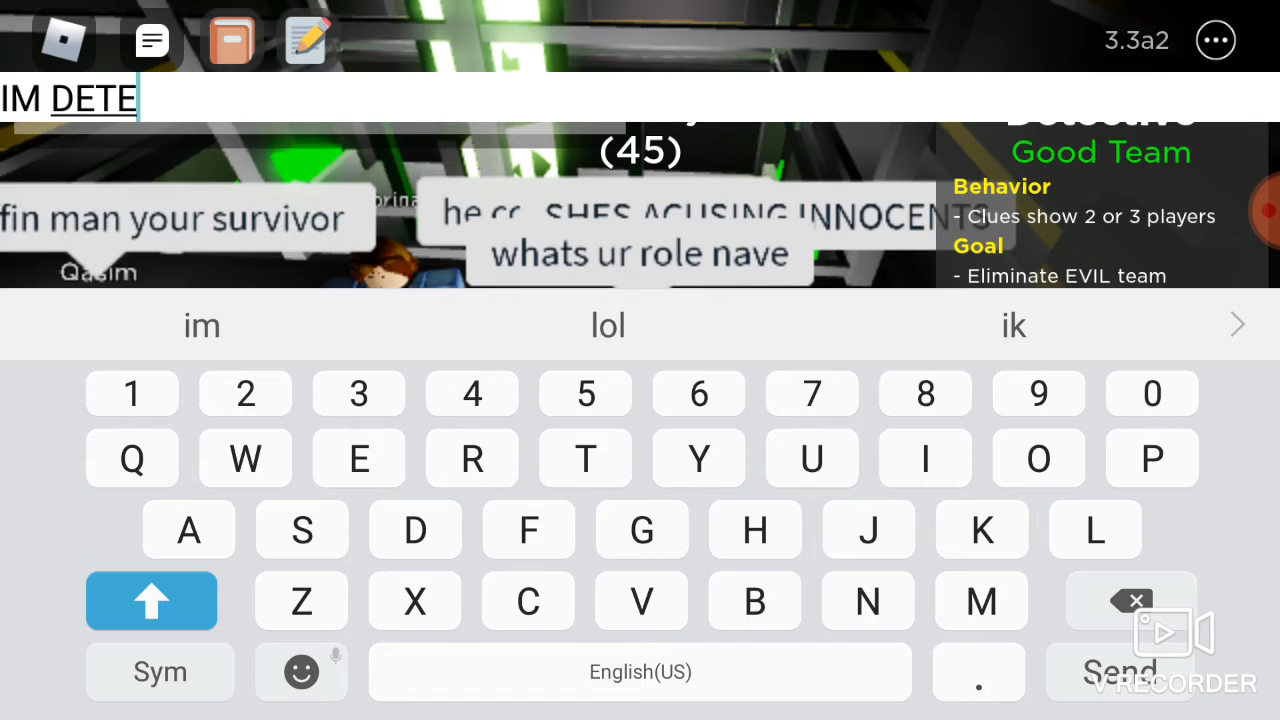 3.3a2
IM DETE
(45)
Detective
Good Team
Behavior
- Clues show 2 or 3 players
Goal
- Eliminate EVIL team
fin man your survivor
he SHES ACUSING INNOCENTS
whats ur role nave
Qasim
im lol ik
1 2 3 4 5 6 7 8 9 0
Q W E R T Y U I O P
A S D F G H J K L
Z X C V B N M
Sym English(US) . Send
V RECORDER